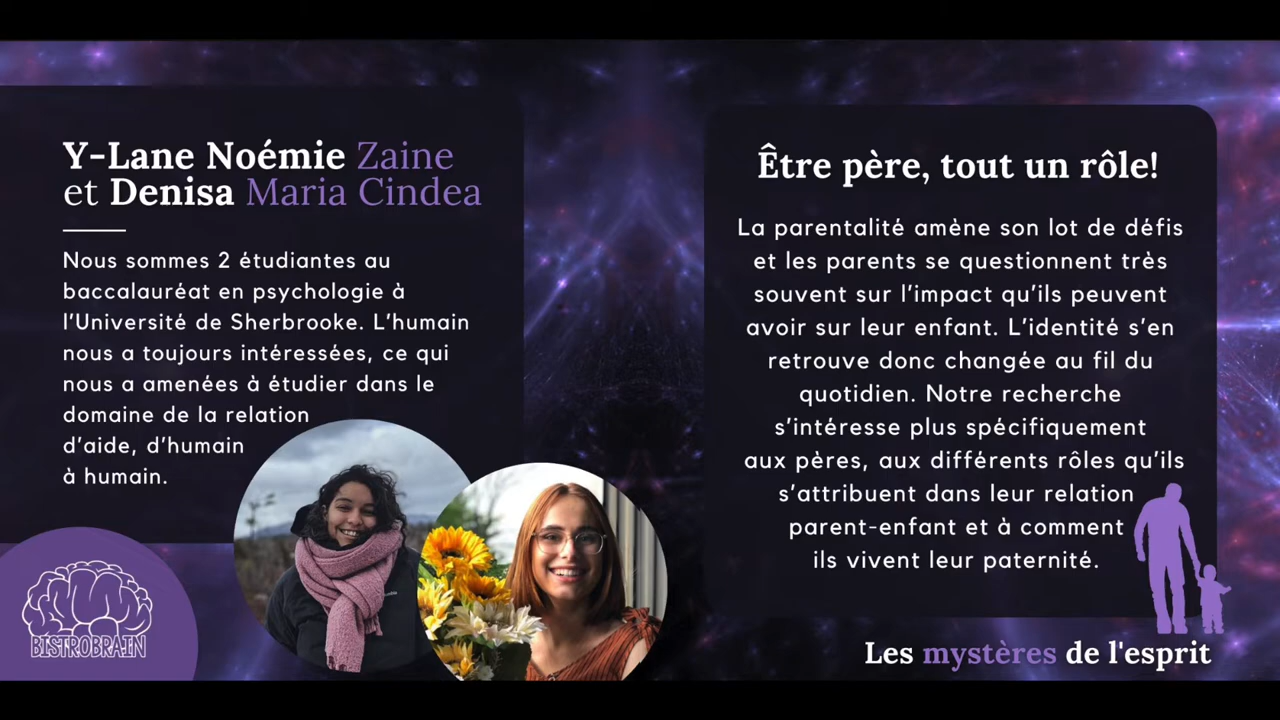 Y-Lane Noémie Zaine
et Denisa Maria Cindea
Nous sommes 2 étudiantes au
baccalauréat en psychologie à
l'Université de Sherbrooke. L'humain
nous a toujours intéressées, ce qui
nous a amenées à étudier dans le
domaine de la relation
d'aide, d'humain
à humain.
BISTROBRAIN
Être père, tout un rôle!
La parentalité amène son lot de défis
et les parents se questionnent très
souvent sur l'impact qu'ils peuvent
avoir sur leur enfant. L'identité s'en
retrouve donc changée au fil du
quotidien. Notre recherche
s'intéresse plus spécifiquement
aux pères, aux différents rôles qu'ils
s'attribuent dans leur relation
parent-enfant et à comment
ils vivent leur paternité.
Les mystères de l'esprit